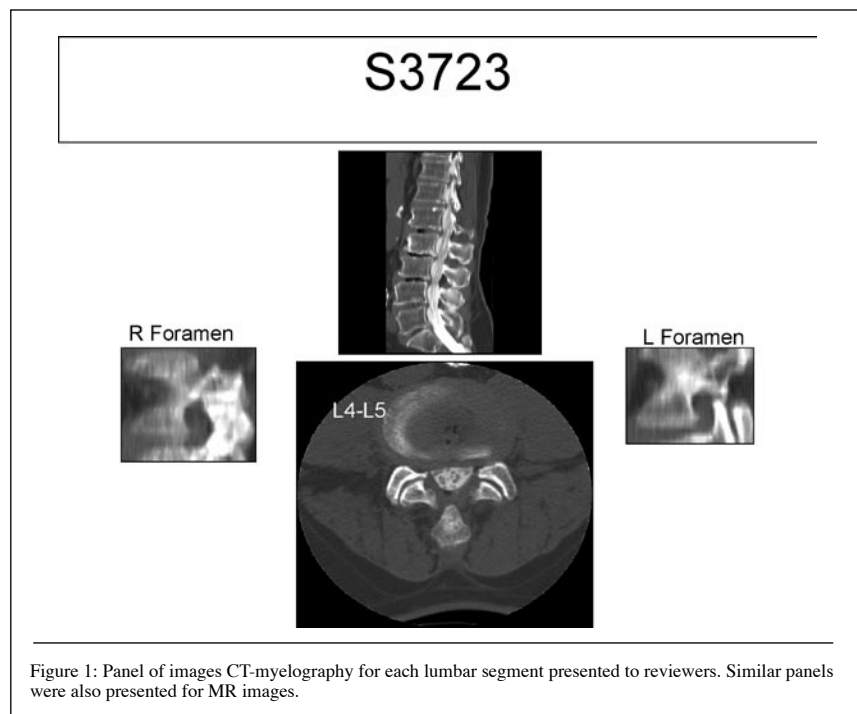 S3723
R Foramen
L Foramen
L4-L5
Figure 1: Panel of images CT-myelography for each lumbar segment presented to reviewers. Similar panels
were also presented for MR images.